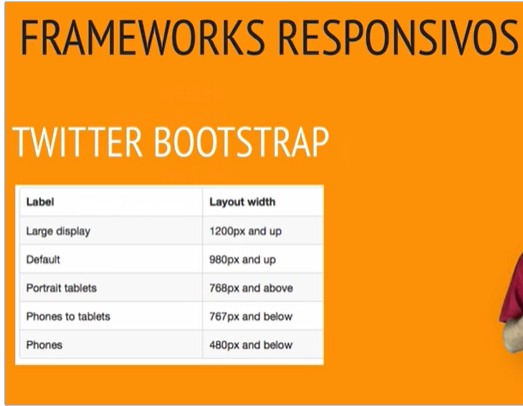 FRAMEWORKS RESPONSIVOS
TWITTER BOOTSTRAP
Label Layout width
Large display 1200px and up
Default 980px and up
Portrait tablets 768px and above
Phones to tablets 767px and below
Phones 480px and below